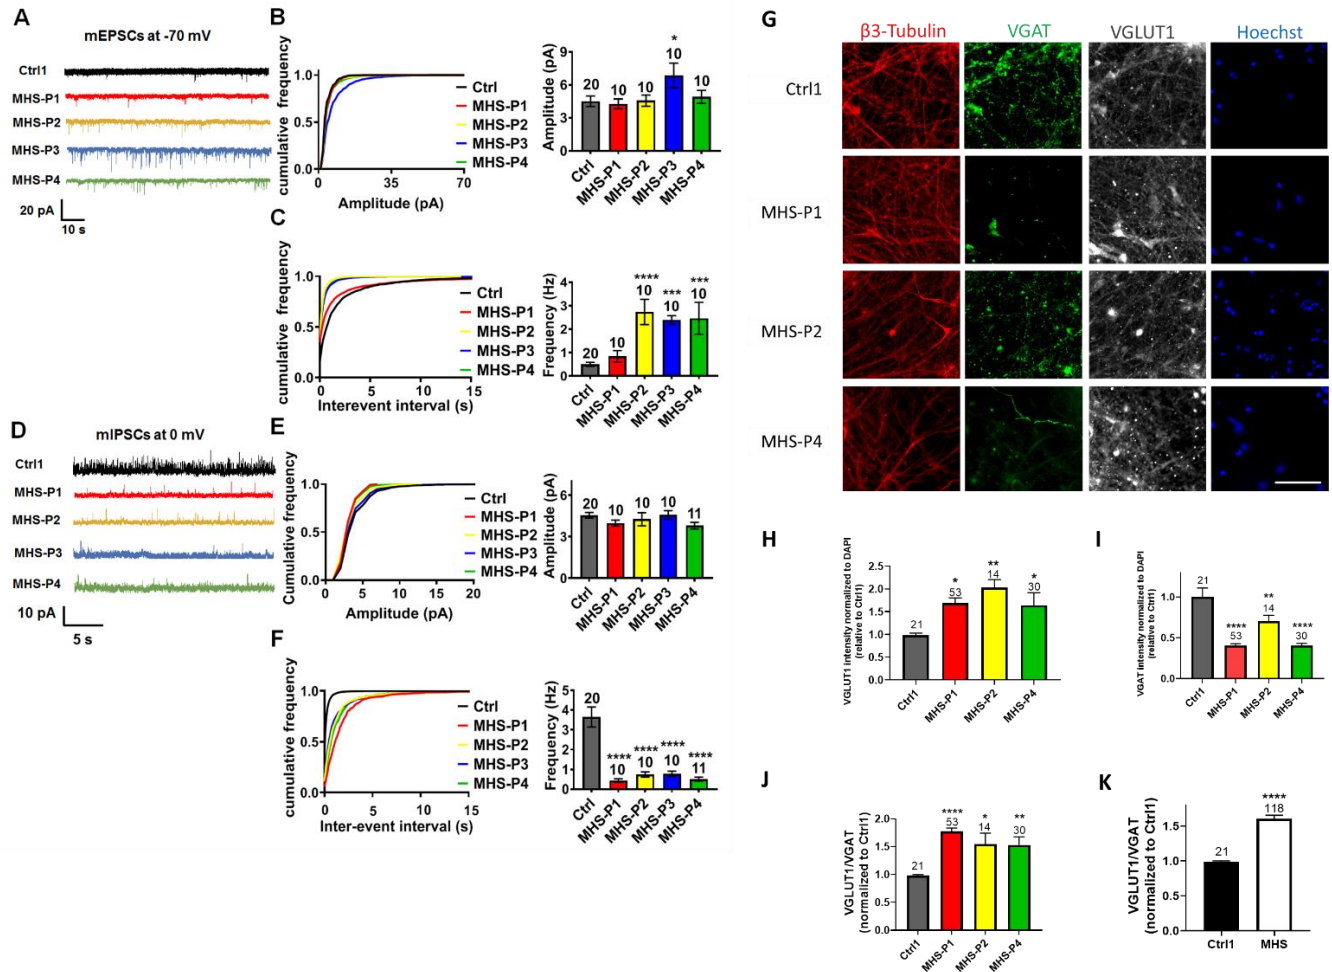 A
mEPSCs at -70 mV
Ctrl1
MHS-P1
MHS-P2
MHS-P3
MHS-P4
20 pA
10 s
B
cumulative frequency
1.0
0.5
0.0
0
35
70
Amplitude (pA)
Ctrl
MHS-P1
MHS-P2
MHS-P3
MHS-P4
Amplitude (pA)
9
6
3
0
20
10
10
*
10
10
Ctrl
MHS-P1
MHS-P2
MHS-P3
MHS-P4
C
cumulative frequency
1.0
0.5
0.0
0
5
10
15
Interevent interval (s)
Ctrl
MHS-P1
MHS-P2
MHS-P3
MHS-P4
Frequency (Hz)
4
3
2
1
0
20
10
****
10
***
10
***
10
Ctrl
MHS-P1
MHS-P2
MHS-P3
MHS-P4
D
mIPSCs at 0 mV
Ctrl1
MHS-P1
MHS-P2
MHS-P3
MHS-P4
10 pA
5 s
E
Cumulative frequency
1.0
0.5
0.0
0
5
10
15
20
Amplitude (pA)
Ctrl
MHS-P1
MHS-P2
MHS-P3
MHS-P4
Amplitude (pA)
6
3
0
20
10
10
10
11
Ctrl
MHS-P1
MHS-P2
MHS-P3
MHS-P4
F
cumulative frequency
1.0
0.5
0.0
0
5
10
15
Inter-event interval (s)
Ctrl
MHS-P1
MHS-P2
MHS-P3
MHS-P4
Frequency (Hz)
5
4
3
2
1
0
20
****
10
****
10
****
10
****
11
Ctrl
MHS-P1
MHS-P2
MHS-P3
MHS-P4
G
β3-Tubulin
VGAT
VGLUT1
Hoechst
Ctrl1
MHS-P1
MHS-P2
MHS-P4
H
VGLUT1 intensity normalized to DAPI
(relative to Ctrl1)
2.5
2.0
1.5
1.0
0.5
0.0
21
*
53
**
14
*
30
Ctrl1
MHS-P1
MHS-P2
MHS-P4
I
VGAT intensity normalized to DAPI
(relative to Ctrl1)
1.5
1.0
0.5
0.0
21
****
53
**
14
****
30
Ctrl1
MHS-P1
MHS-P2
MHS-P4
J
VGLUT1/VGAT
(normalized to Ctrl1)
2.0
1.5
1.0
0.5
0.0
21
****
53
*
14
**
30
Ctrl1
MHS-P1
MHS-P2
MHS-P4
K
VGLUT1/VGAT
(normalized to Ctrl1)
1.5
1.0
0.5
0.0
21
****
118
Ctrl1
MHS